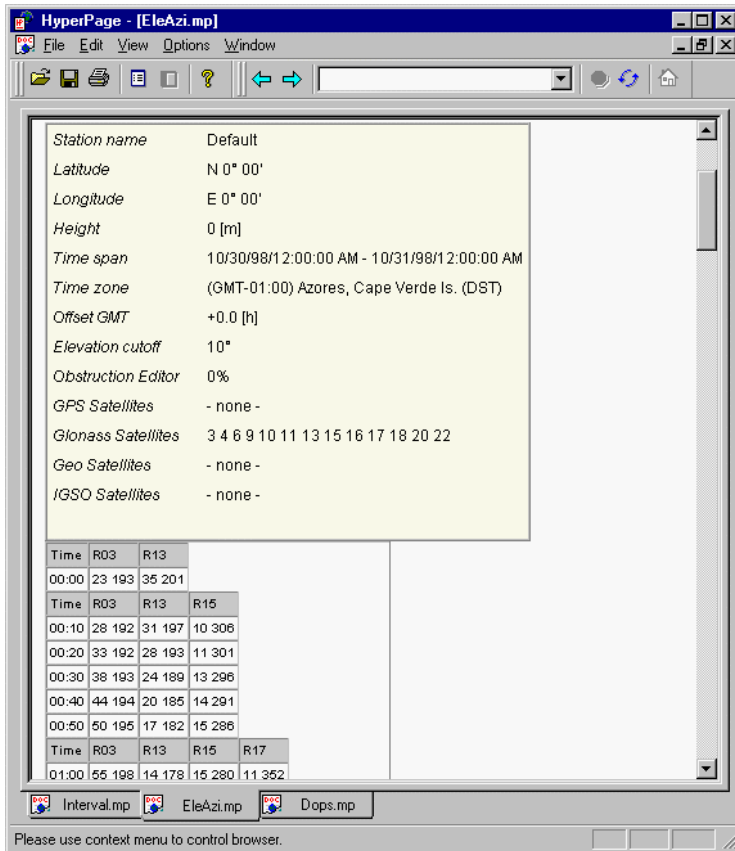 HyperPage - [EleAzi.mp]
File Edit View Options Window
Station name Default
Latitude N 0° 00'
Longitude E 0° 00'
Height 0 [m]
Time span 10/30/98/12:00:00 AM - 10/31/98/12:00:00 AM
Time zone (GMT-01:00) Azores, Cape Verde Is. (DST)
Offset GMT +0.0 [h]
Elevation cutoff 10°
Obstruction Editor 0%
GPS Satellites - none -
Glonass Satellites 3 4 6 9 10 11 13 15 16 17 18 20 22
Geo Satellites - none -
IGSO Satellites - none -
Time R03 R13
00:00 23 193 35 201
Time R03 R13 R15
00:10 28 192 31 197 10 306
00:20 33 192 28 193 11 301
00:30 38 193 24 189 13 296
00:40 44 194 20 185 14 291
00:50 50 195 17 182 15 286
Time R03 R13 R15 R17
01:00 55 198 14 178 15 280 11 352
Interval.mp EleAzi.mp Dops.mp
Please use context menu to control browser.